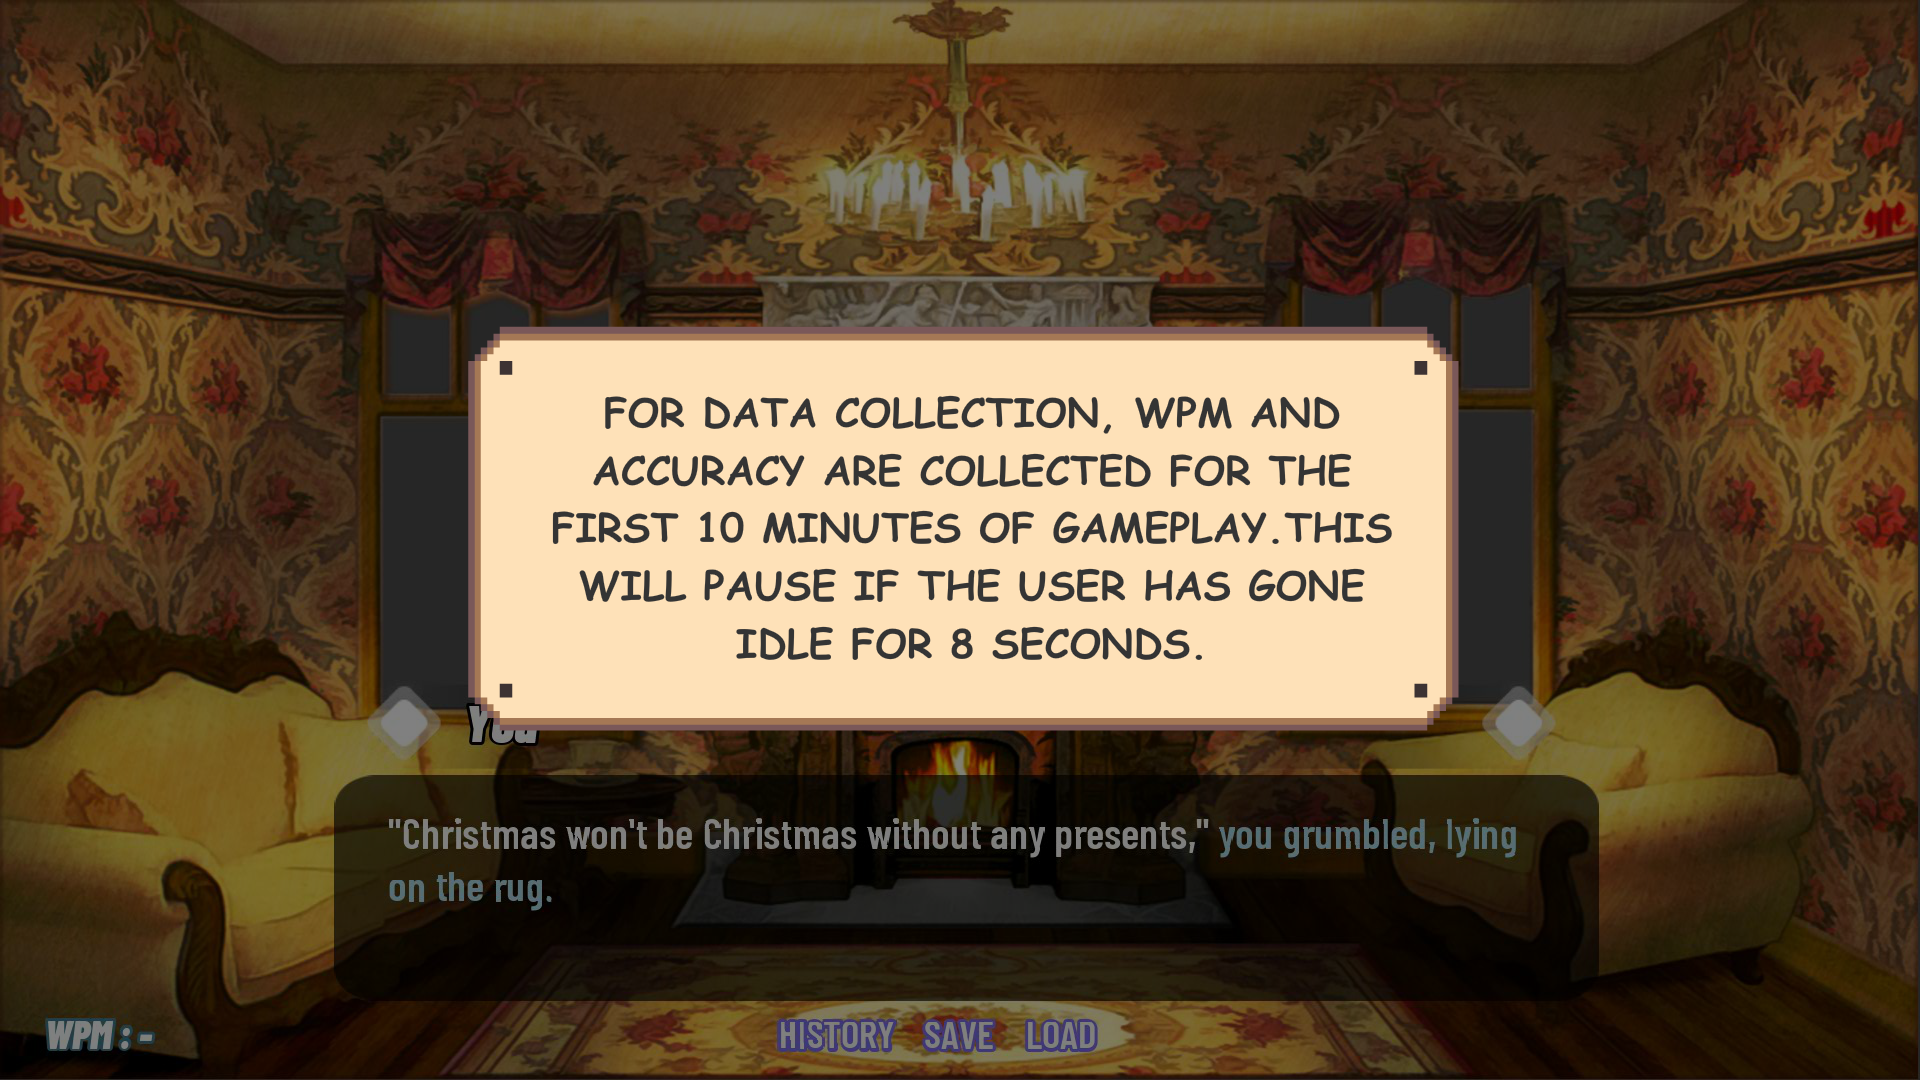 FOR DATA COLLECTION, WPM AND
ACCURACY ARE COLLECTED FOR THE
FIRST 10 MINUTES OF GAMEPLAY.THIS
WILL PAUSE IF THE USER HAS GONE
IDLE FOR 8 SECONDS.
You
"Christmas won't be Christmas without any presents," you grumbled, lying
on the rug.
WPM : -
HISTORY SAVE LOAD